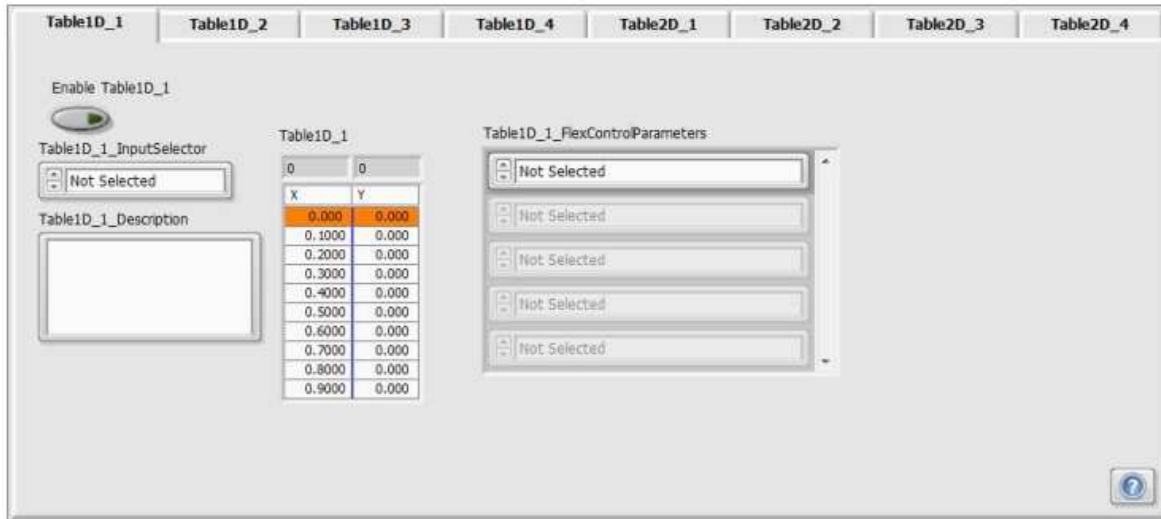 Table1D_1 Table1D_2 Table1D_3 Table1D_4 Table2D_1 Table2D_2 Table2D_3 Table2D_4
Enable Table1D_1
Table1D_1_InputSelector
Not Selected
Table1D_1_Description
Table1D_1
0 0
X Y
0.000 0.000
0.1000 0.000
0.2000 0.000
0.3000 0.000
0.4000 0.000
0.5000 0.000
0.6000 0.000
0.7000 0.000
0.8000 0.000
0.9000 0.000
Table1D_1_FlexControlParameters
Not Selected
Not Selected
Not Selected
Not Selected
Not Selected
?